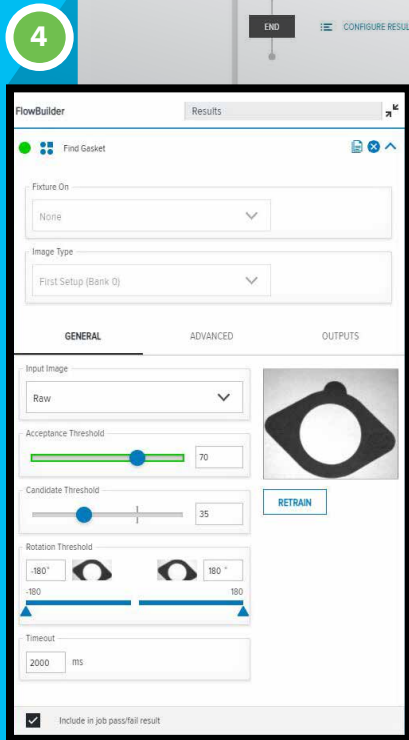 4
END
CONFIGURE RESUL
FlowBuilder
Results
Find Gasket
Fixture On
None
Image Type
First Setup (Bank 0)
GENERAL
ADVANCED
OUTPUTS
Input Image
Raw
Acceptance Threshold
70
Candidate Threshold
35
RETRAIN
Rotation Threshold
-180°
180 °
-180
180
Timeout
2000 ms
Include in job pass/fail result